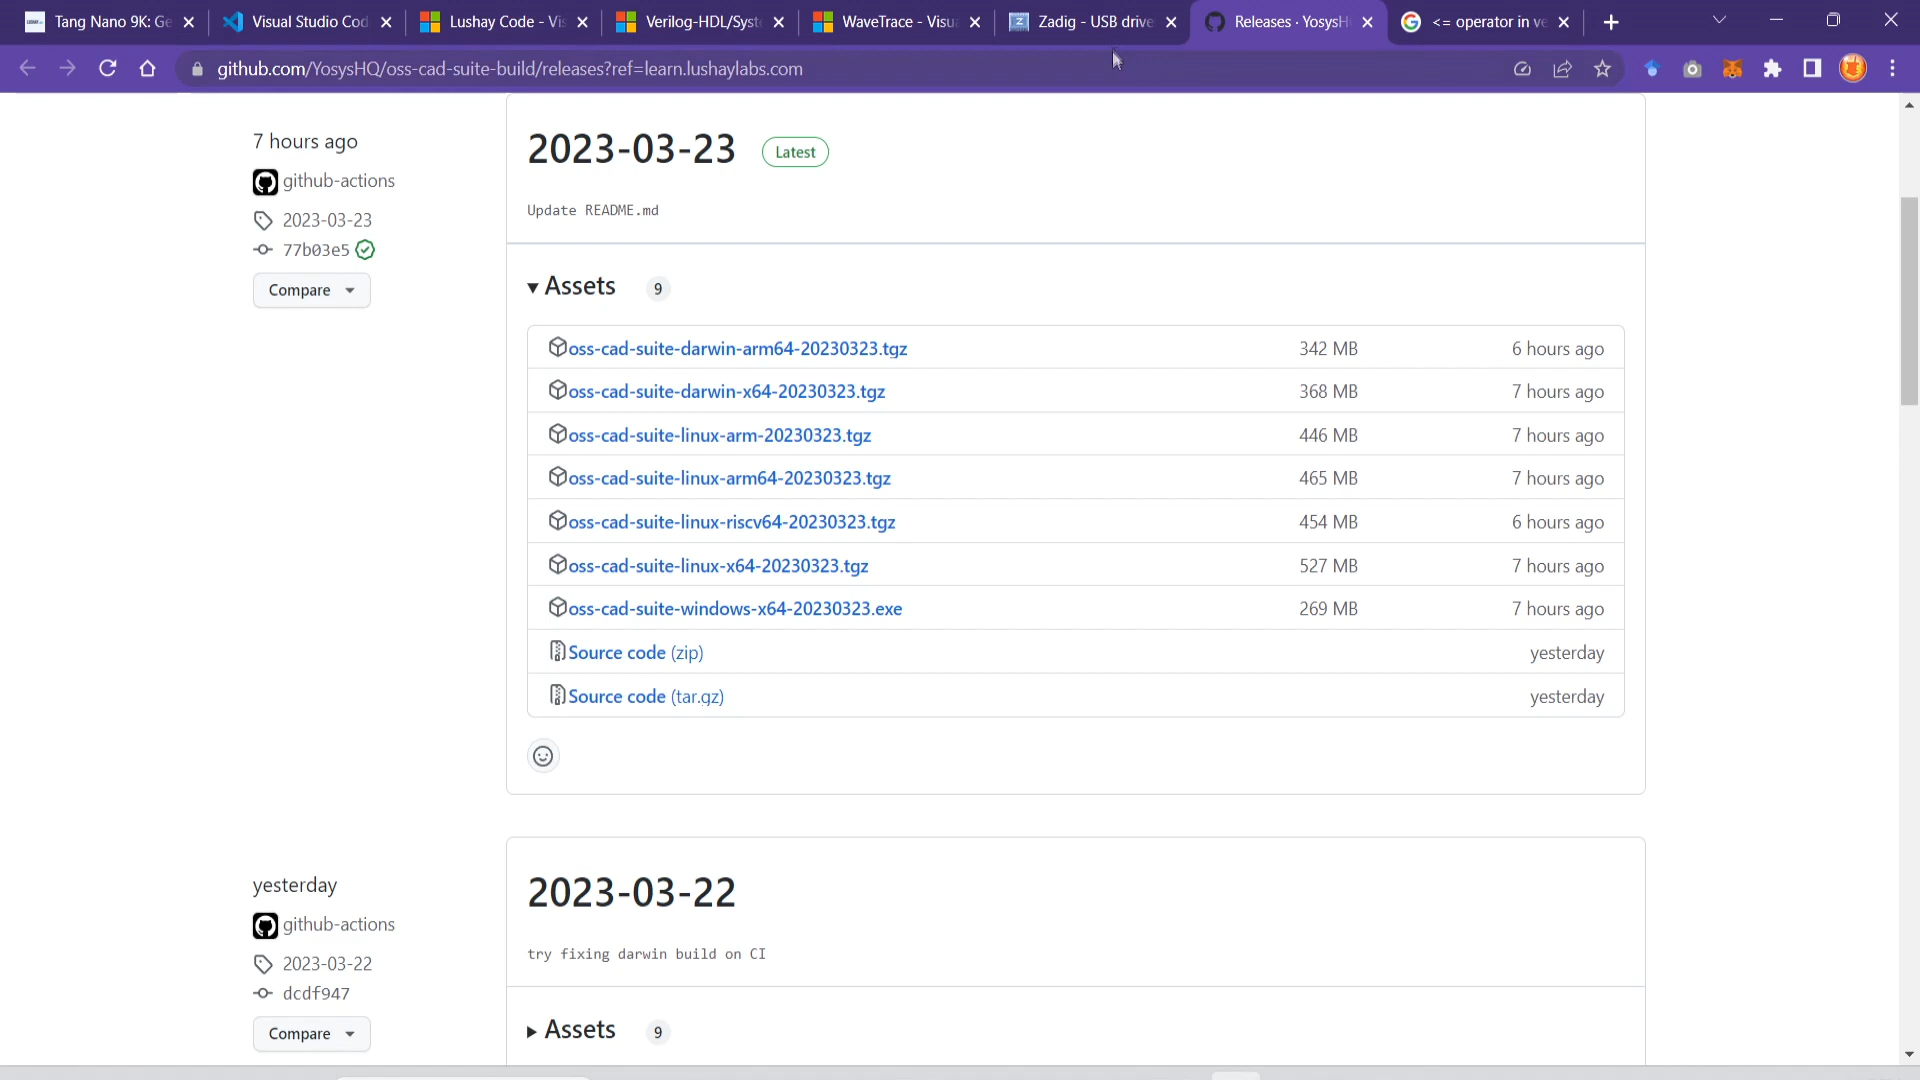 Tang Nano 9K: Ge
Visual Studio Cod
Lushay Code - Vis
Verilog-HDL/Syst
WaveTrace - Visua
Zadig - USB drive
Releases · YosysH
<= operator in ve
github.com/YosysHQ/oss-cad-suite-build/releases?ref=learn.lushaylabs.com
7 hours ago
github-actions
2023-03-23
77b03e5
Compare
2023-03-23
Latest
Update README.md
Assets 9
oss-cad-suite-darwin-arm64-20230323.tgz 342 MB 6 hours ago
oss-cad-suite-darwin-x64-20230323.tgz 368 MB 7 hours ago
oss-cad-suite-linux-arm-20230323.tgz 446 MB 7 hours ago
oss-cad-suite-linux-arm64-20230323.tgz 465 MB 7 hours ago
oss-cad-suite-linux-riscv64-20230323.tgz 454 MB 6 hours ago
oss-cad-suite-linux-x64-20230323.tgz 527 MB 7 hours ago
oss-cad-suite-windows-x64-20230323.exe 269 MB 7 hours ago
Source code (zip) yesterday
Source code (tar.gz) yesterday
yesterday
github-actions
2023-03-22
dcdf947
Compare
2023-03-22
try fixing darwin build on CI
Assets 9